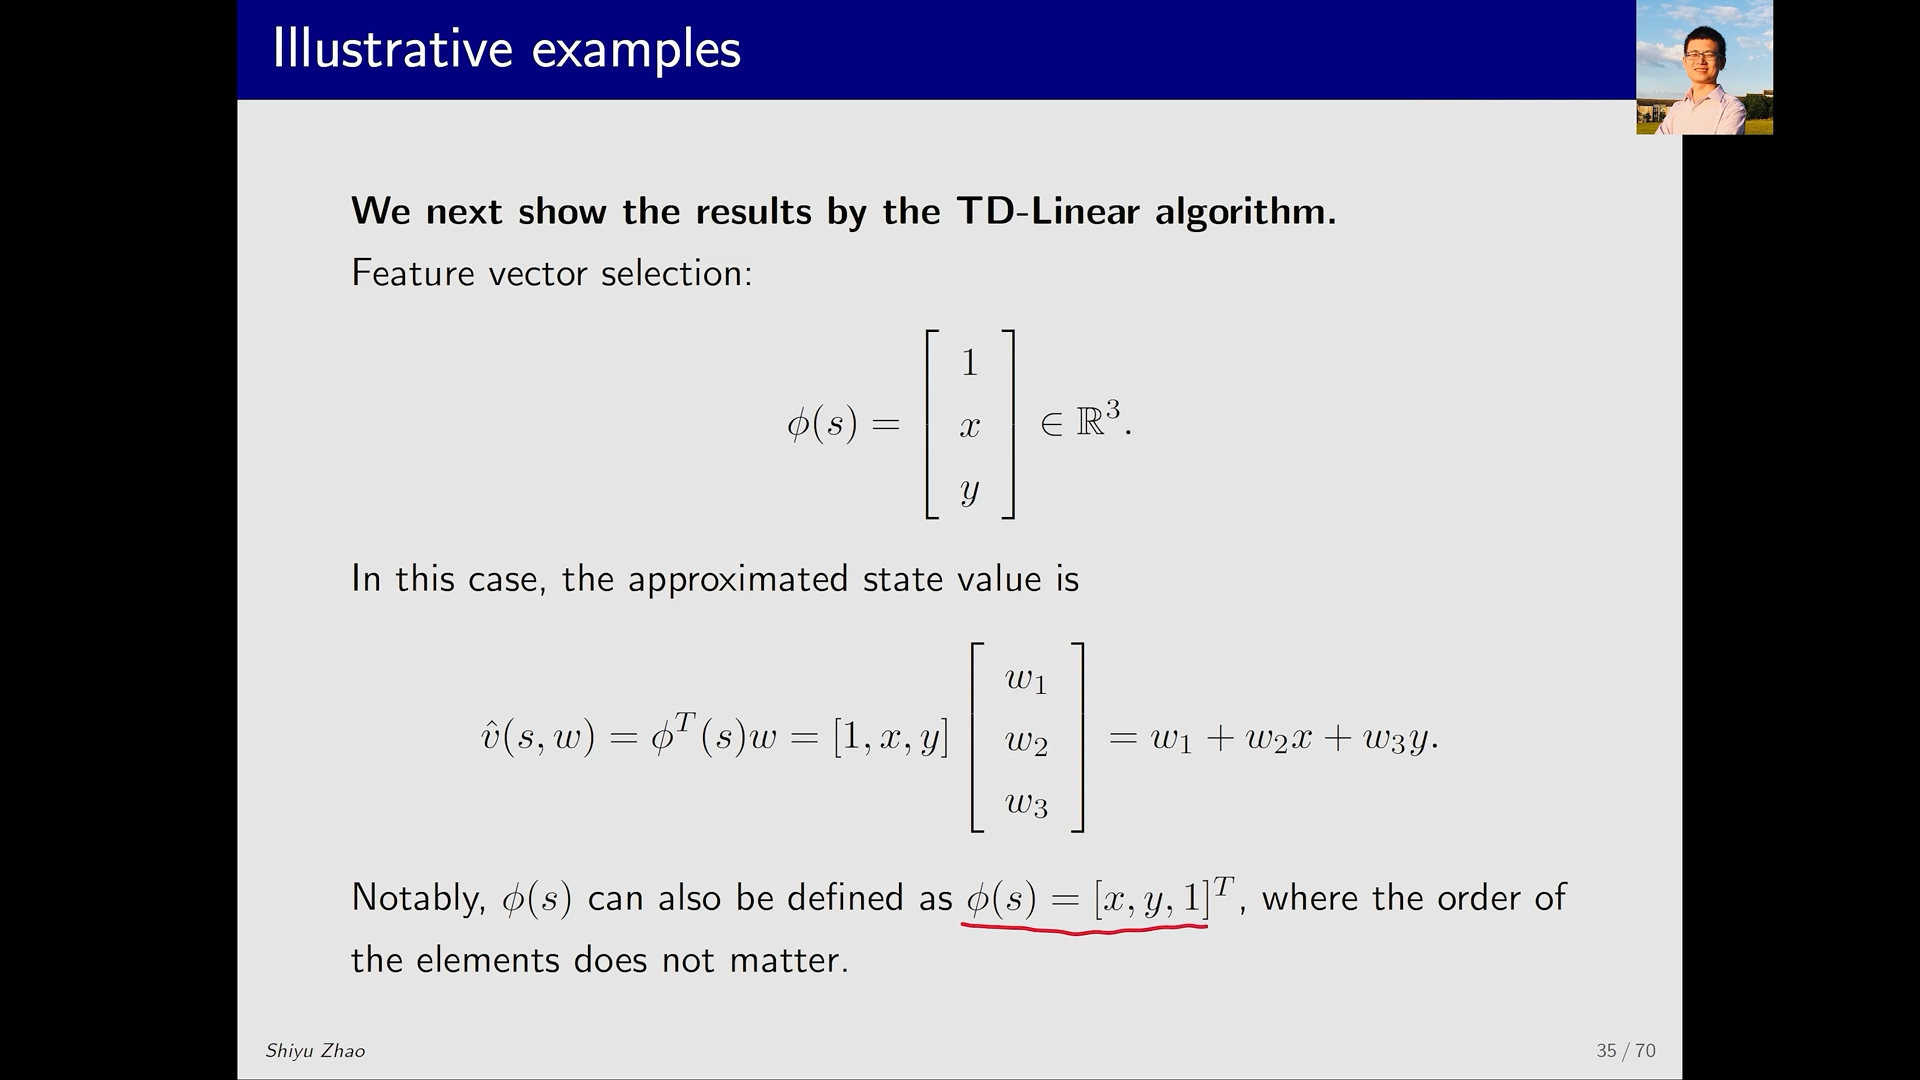 Illustrative examples
We next show the results by the TD-Linear algorithm.
Feature vector selection:
ϕ(s) = [ 1 x y ] ∈ ℝ³.
In this case, the approximated state value is
v̂(s, w) = ϕᵀ(s)w = [1, x, y] [ w₁ w₂ w₃ ] = w₁ + w₂x + w₃y.
Notably, ϕ(s) can also be defined as ϕ(s) = [x, y, 1]ᵀ, where the order of
the elements does not matter.
Shiyu Zhao
35 / 70